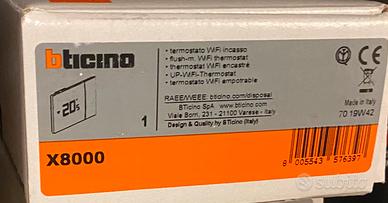 bticino
• termostato WiFi incasso
• flush-m. WiFi thermostat
• thermostat WiFi encastré
• UP-WiFi-Thermostat
• termostato WiFi empotrable
20.5
1
RAEE/WEEE: bticino.com/disposal
BTicino SpA www.bticino.com
Viale Borri, 231 - 21100 Varese - Italy
Design & Quality by BTicino (Italy)
CE
Made in Italy
70 19W42
X8000
8 005543 576397
Subito